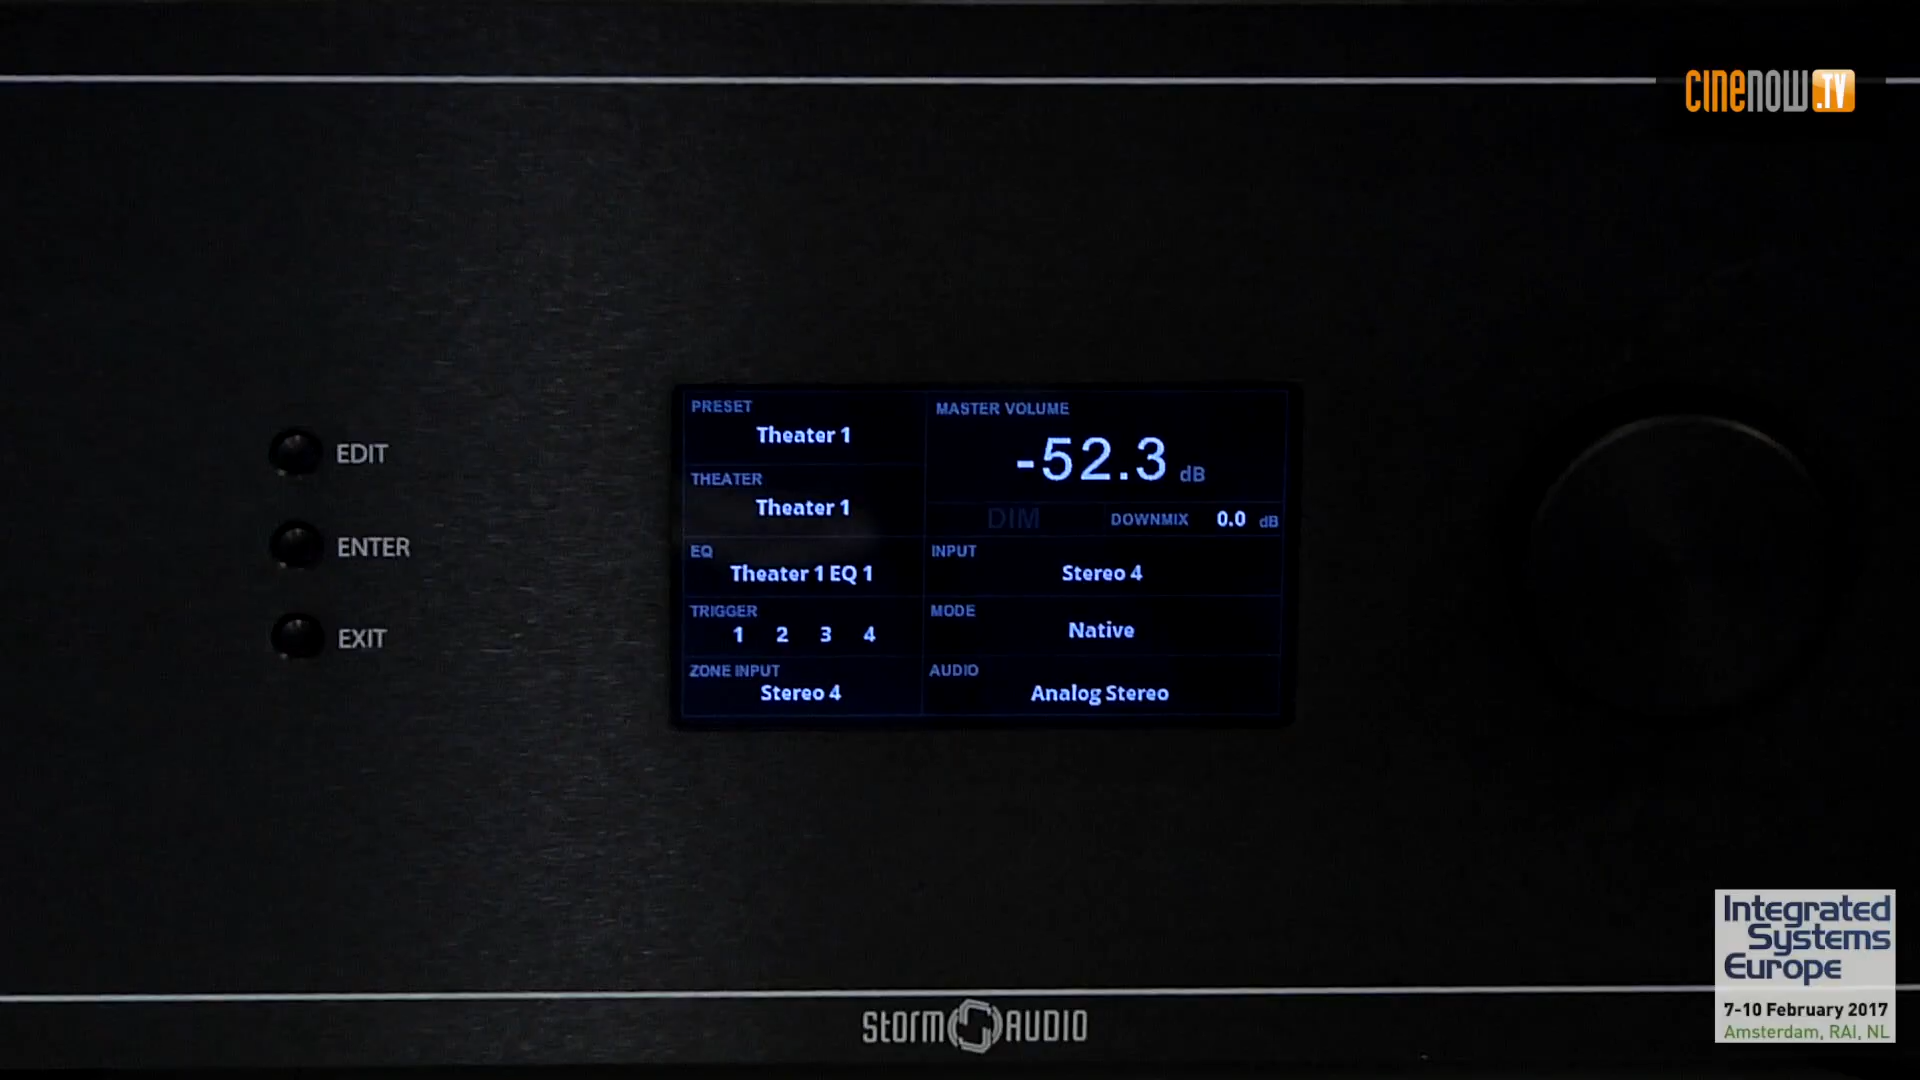 cinenow.TV
EDIT
ENTER
EXIT
PRESET
Theater 1
THEATER
Theater 1
EQ
Theater 1 EQ 1
TRIGGER
1 2 3 4
ZONE INPUT
Stereo 4
MASTER VOLUME
-52.3 dB
DIM DOWNMIX 0.0 dB
INPUT
Stereo 4
MODE
Native
AUDIO
Analog Stereo
STORM AUDIO
Integrated
Systems
Europe
7-10 February 2017
Amsterdam, RAI, NL